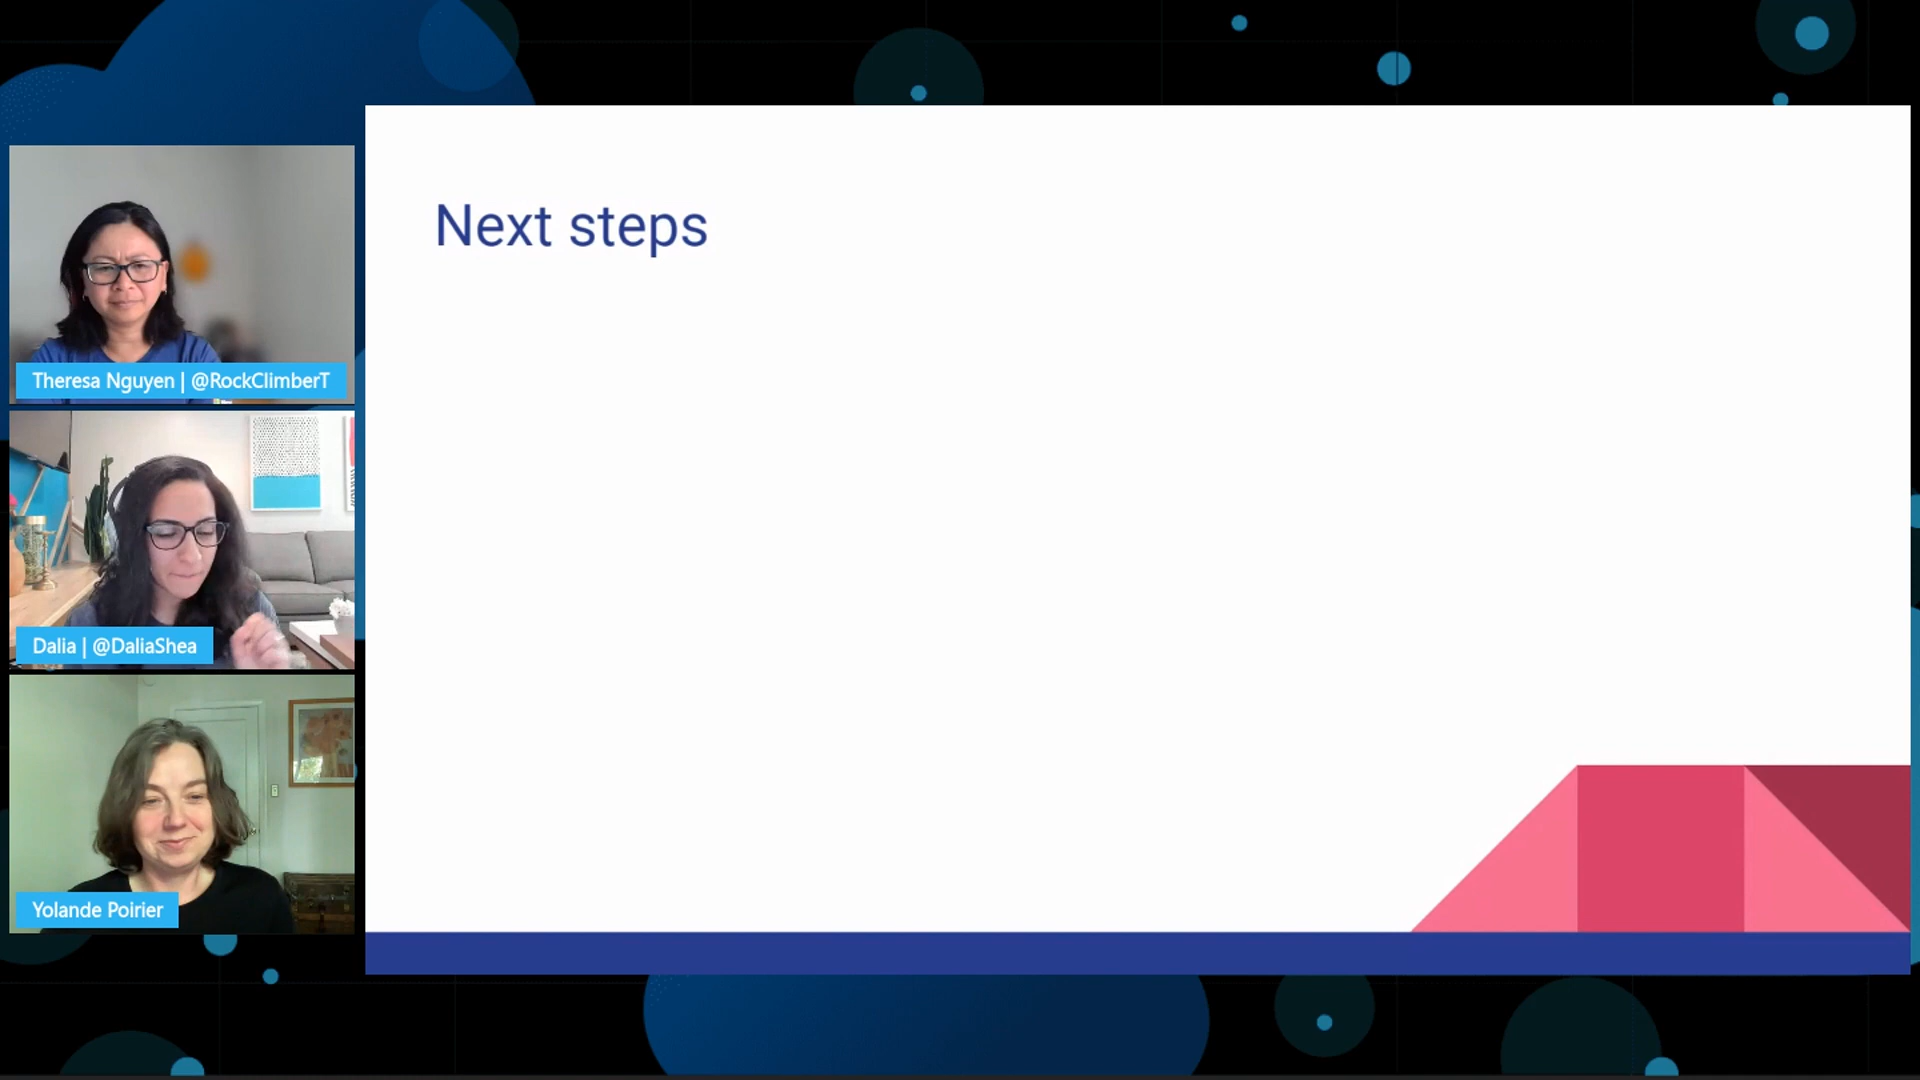 Next steps
Theresa Nguyen | @RockClimberT
Dalia | @DaliaShea
Yolande Poirier